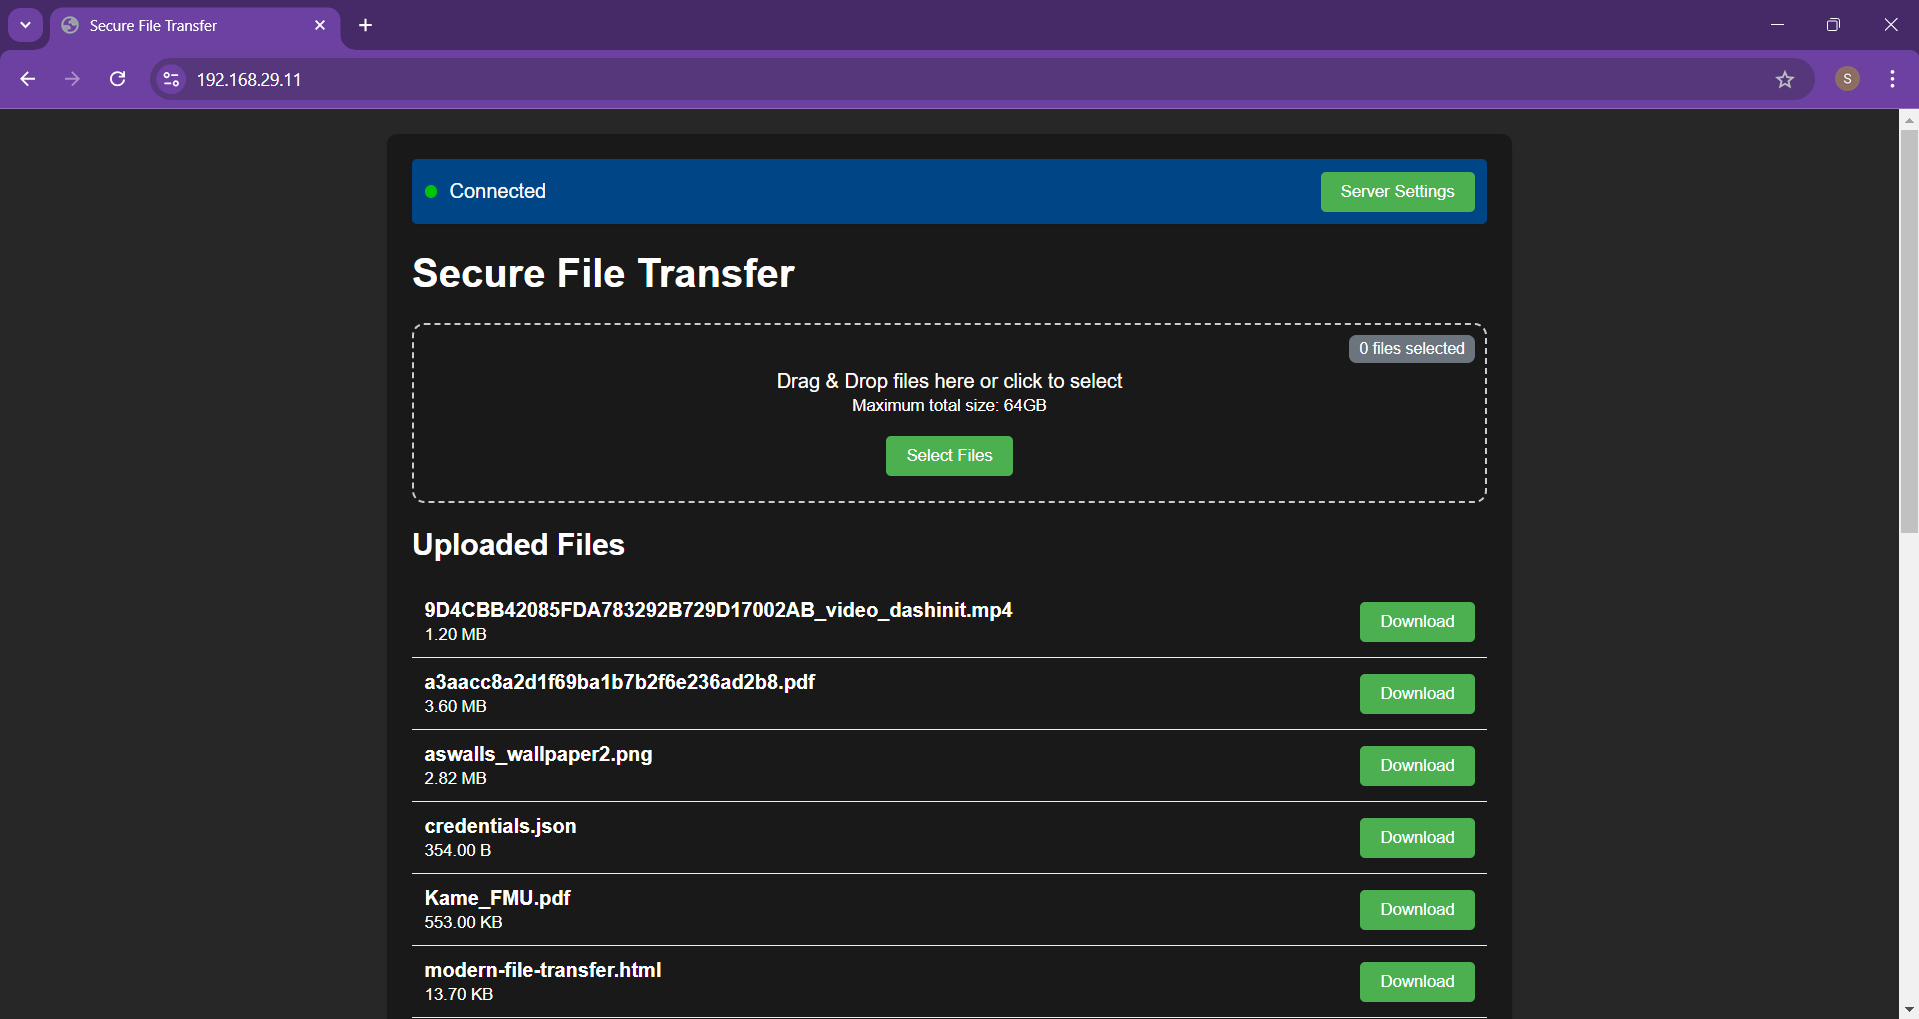 Secure File Transfer
192.168.29.11
S
Connected
Server Settings
Secure File Transfer
0 files selected
Drag & Drop files here or click to select
Maximum total size: 64GB
Select Files
Uploaded Files
9D4CBB42085FDA783292B729D17002AB_video_dashinit.mp4
1.20 MB
Download
a3aacc8a2d1f69ba1b7b2f6e236ad2b8.pdf
3.60 MB
Download
aswalls_wallpaper2.png
2.82 MB
Download
credentials.json
354.00 B
Download
Kame_FMU.pdf
553.00 KB
Download
modern-file-transfer.html
13.70 KB
Download